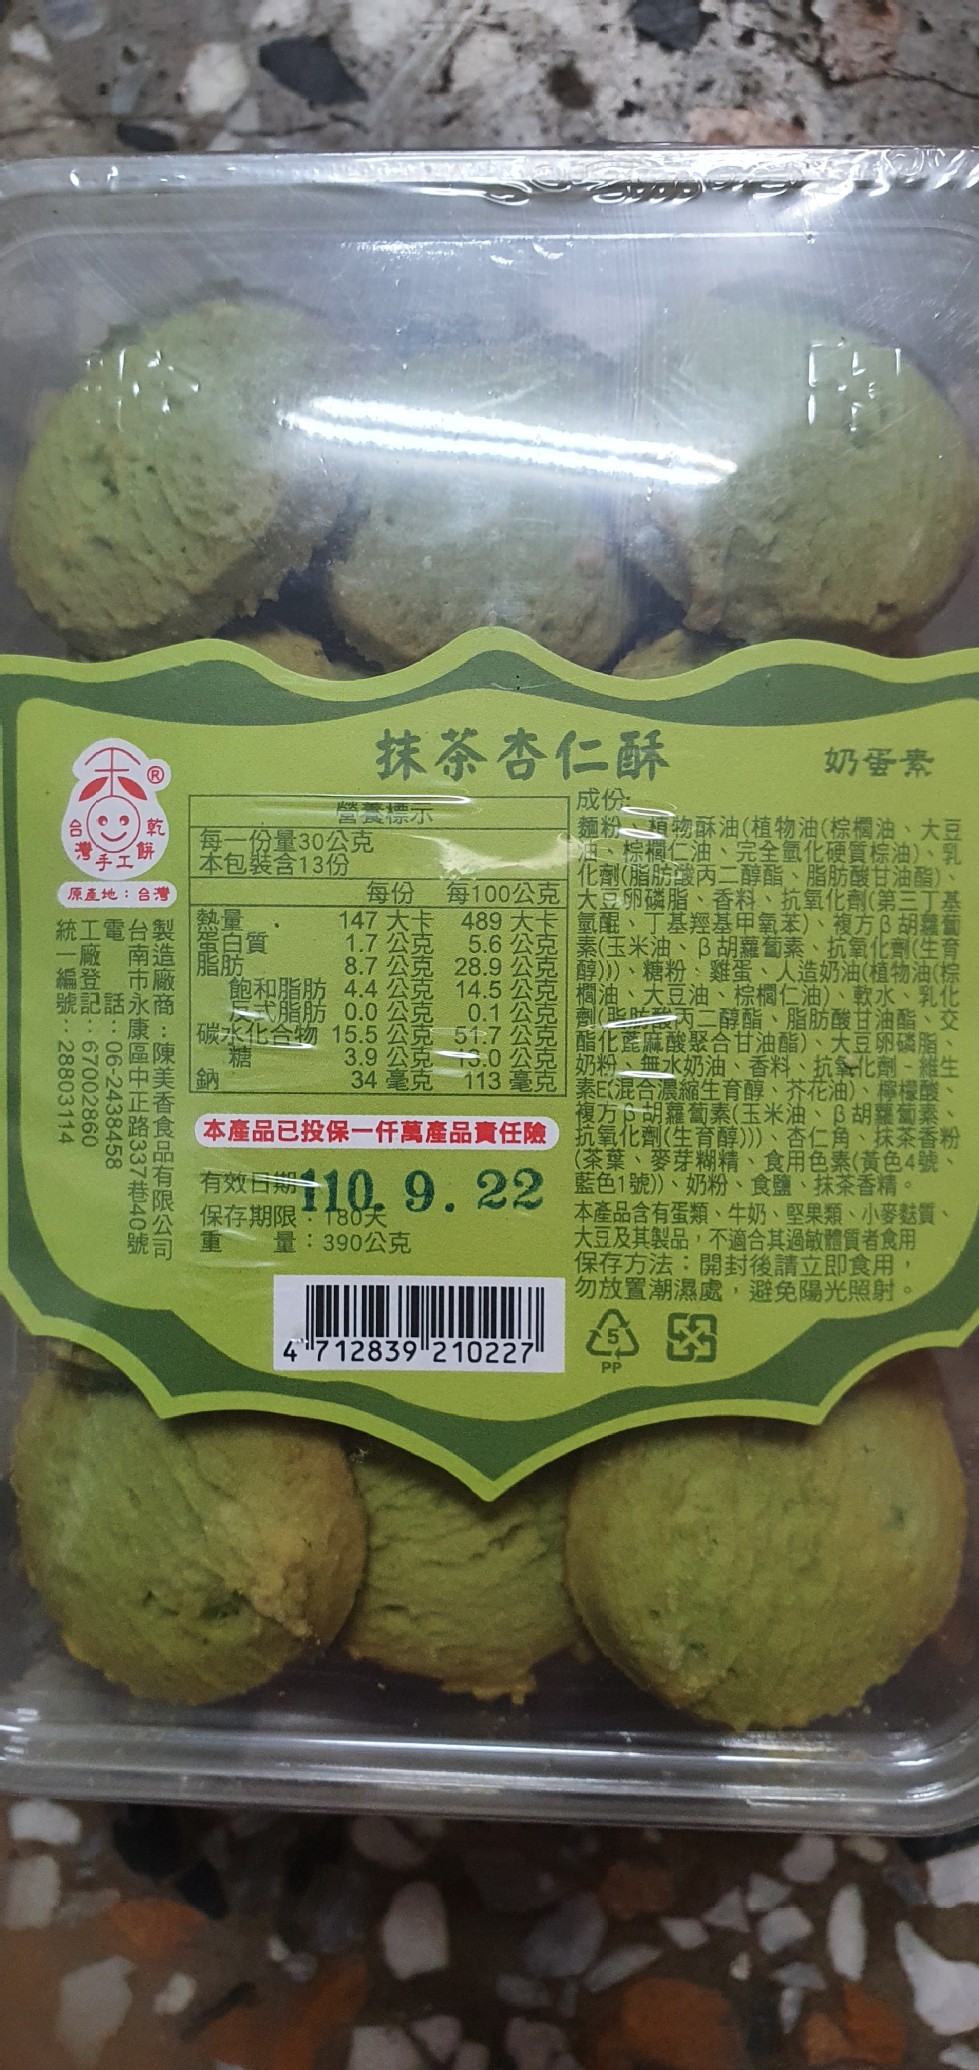 抹茶杏仁酥
奶蛋素
台灣手工餅乾
®
原產地：台灣
製造廠商：陳美香食品有限公司
台南市永康區中正路337巷40號
電話：06-2438458
工廠登記：67002860
統一編號：28803114
營養標示
每一份量30公克
本包裝含13份
每份 每100公克
熱量 147 大卡 489 大卡
蛋白質 1.7 公克 5.6 公克
脂肪 8.7 公克 28.9 公克
飽和脂肪 4.4 公克 14.5 公克
反式脂肪 0.0 公克 0.1 公克
碳水化合物 15.5 公克 51.7 公克
糖 3.9 公克 13.0 公克
鈉 34 毫克 113 毫克
本產品已投保一仟萬產品責任險
有效日期 110. 9. 22
保存期限：180天
重 量：390公克
4 712839 210227
成份:
麵粉、植物酥油(植物油(棕櫚油、大豆
油、棕櫚仁油、完全氫化硬質棕油)、乳
化劑(脂肪酸丙二醇酯、脂肪酸甘油酯)、
大豆卵磷脂、香料、抗氧化劑(第三丁基
氫醌、丁基羥基甲氧苯)、複方β胡蘿蔔
素(玉米油、β胡蘿蔔素、抗氧化劑(生育
醇)))、糖粉、雞蛋、人造奶油(植物油(棕
櫚油、大豆油、棕櫚仁油)、軟水、乳化
劑(脂肪酸丙二醇酯、脂肪酸甘油酯、交
酯化蓖麻酸聚合甘油酯)、大豆卵磷脂、
奶粉、無水奶油、香料、抗氧化劑-維生
素E(混合濃縮生育醇、芥花油)、檸檬酸、
複方β胡蘿蔔素(玉米油、β胡蘿蔔素、
抗氧化劑(生育醇)))、杏仁角、抹茶香粉
(茶葉、麥芽糊精、食用色素(黃色4號、
藍色1號))、奶粉、食鹽、抹茶香精。
本產品含有蛋類、牛奶、堅果類、小麥麩質、
大豆及其製品，不適合其過敏體質者食用
保存方法：開封後請立即食用，
勿放置潮濕處，避免陽光照射。
5
PP